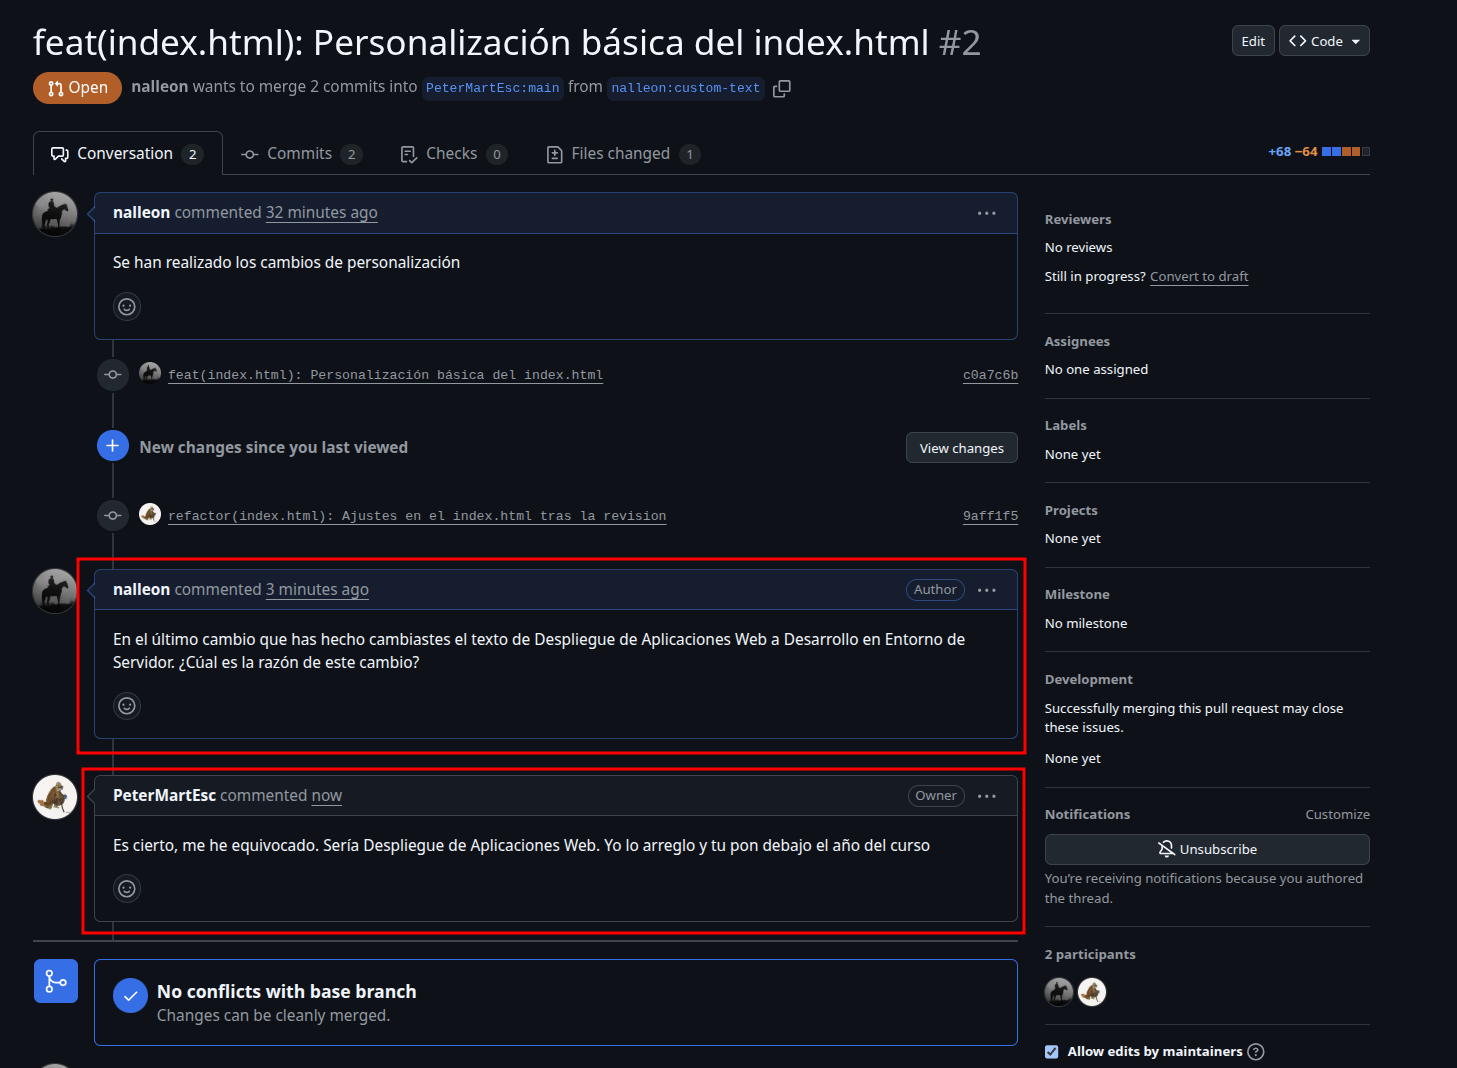 feat(index.html): Personalización básica del index.html #2
Edit
Code
Open
nalleon wants to merge 2 commits into PeterMartEsc:main from nalleon:custom-text
Conversation 2
Commits 2
Checks 0
Files changed 1
+68 −64
nalleon commented 32 minutes ago
Se han realizado los cambios de personalización
feat(index.html): Personalización básica del index.html
c0a7c6b
New changes since you last viewed
View changes
refactor(index.html): Ajustes en el index.html tras la revision
9aff1f5
nalleon commented 3 minutes ago
Author
En el último cambio que has hecho cambiastes el texto de Despliegue de Aplicaciones Web a Desarrollo en Entorno de
Servidor. ¿Cúal es la razón de este cambio?
PeterMartEsc commented now
Owner
Es cierto, me he equivocado. Sería Despliegue de Aplicaciones Web. Yo lo arreglo y tu pon debajo el año del curso
No conflicts with base branch
Changes can be cleanly merged.
Reviewers
No reviews
Still in progress? Convert to draft
Assignees
No one assigned
Labels
None yet
Projects
None yet
Milestone
No milestone
Development
Successfully merging this pull request may close
these issues.
None yet
Notifications
Customize
Unsubscribe
You're receiving notifications because you authored
the thread.
2 participants
Allow edits by maintainers ?